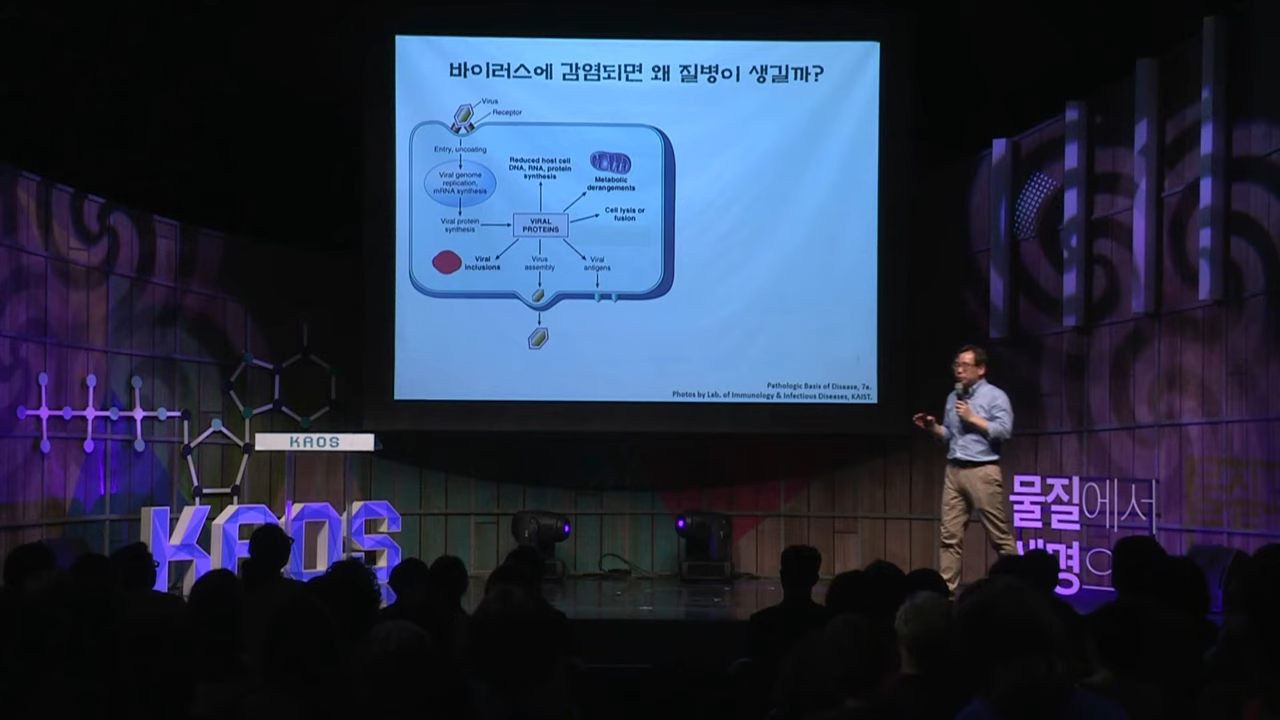 바이러스에 감염되면 왜 질병이 생길까?
Virus
Receptor
Entry, uncoating
Viral genome
replication,
mRNA synthesis
Viral protein
synthesis
Reduced host cell
DNA, RNA, protein
synthesis
Metabolic
derangements
Cell lysis or
fusion
VIRAL
PROTEINS
Viral
inclusions
Virus
assembly
Viral
antigens
Pathologic Basis of Disease, 7e.
Photos by Lab. of Immunology & Infectious Diseases, KAIST.
KAOS
KAOS
물질에서
생명으